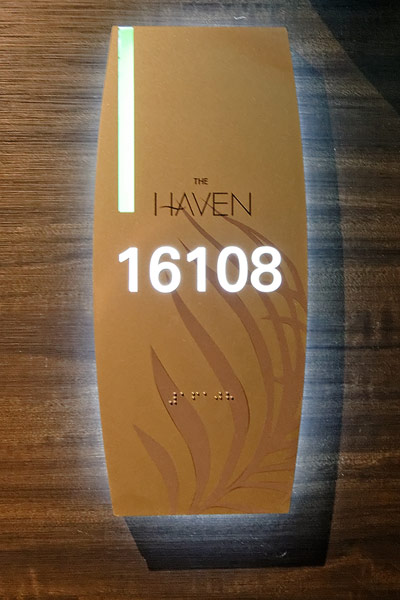 THE
HAVEN
16108